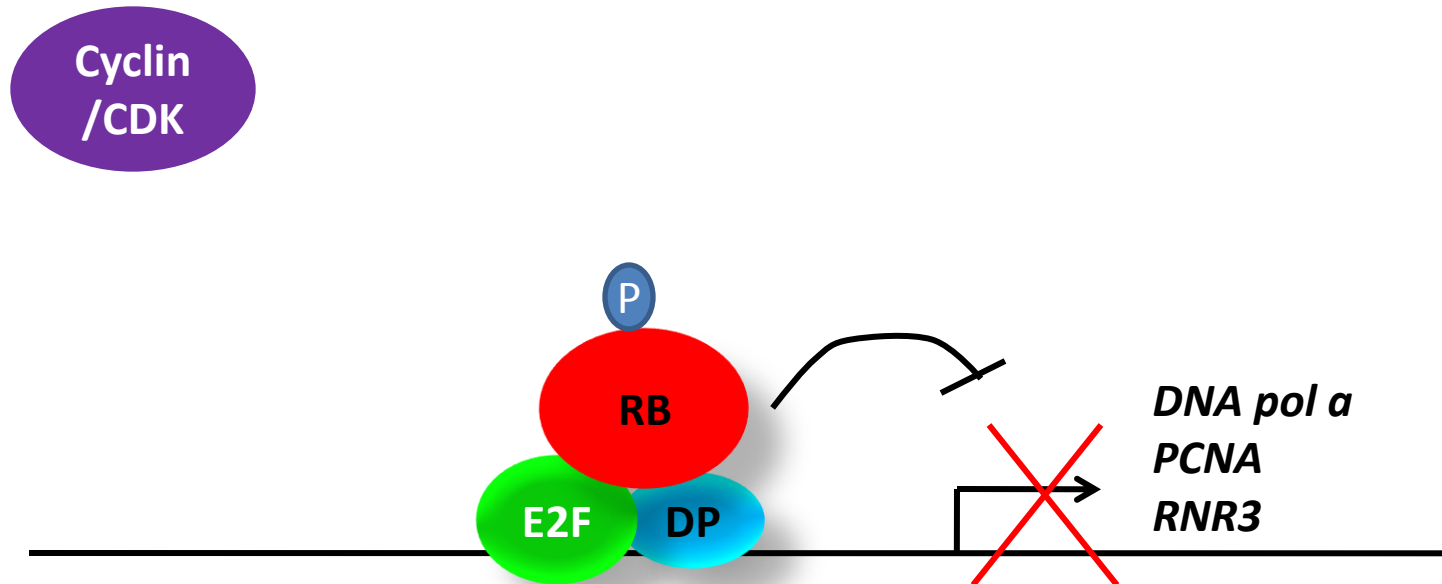 Cyclin
/CDK
P
RB
E2F
DP
DNA pol a
PCNA
RNR3